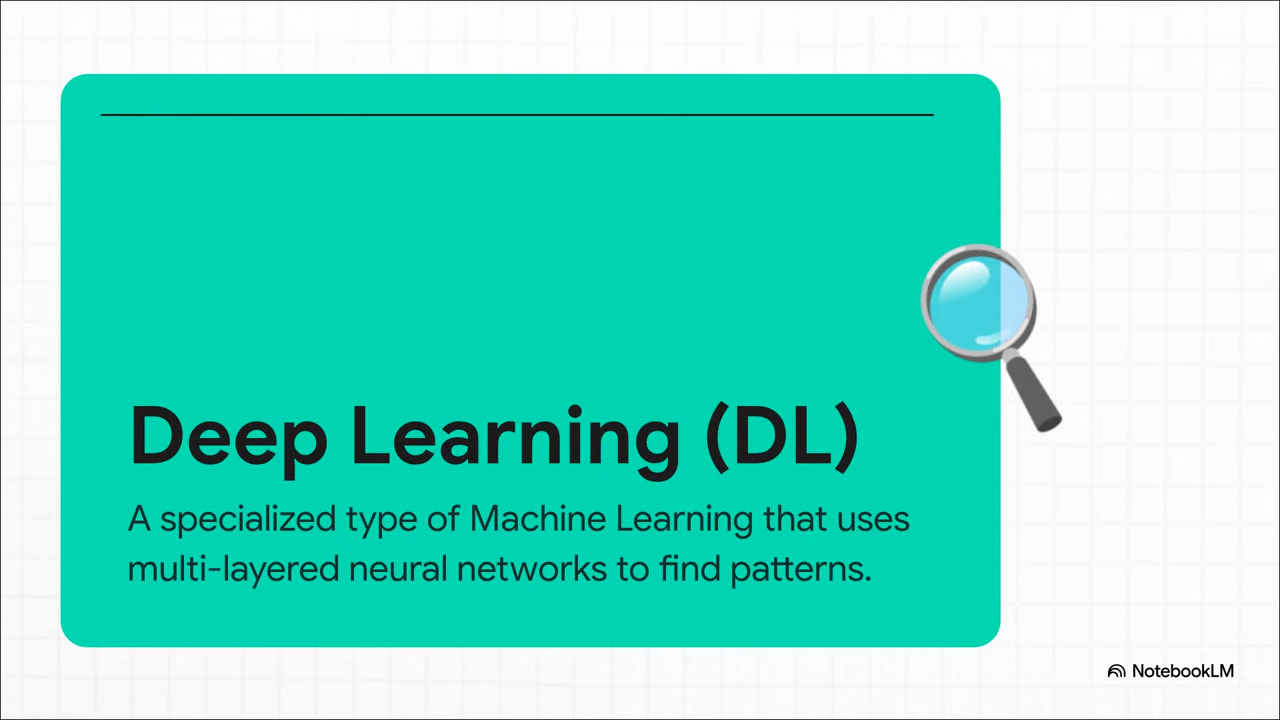 Deep Learning (DL)
A specialized type of Machine Learning that uses
multi-layered neural networks to find patterns.
NotebookLM